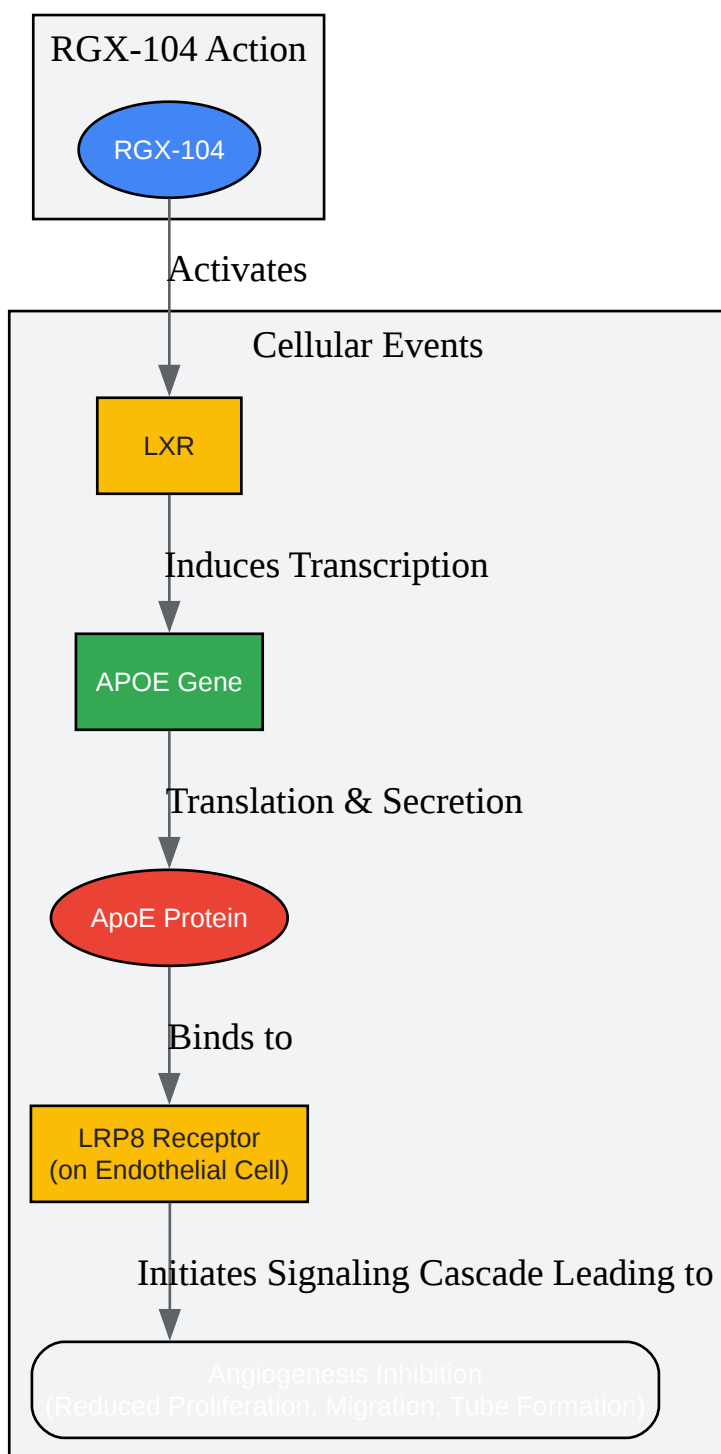 RGX-104 Action
RGX-104
Activates
Cellular Events
LXR
Induces Transcription
APOE Gene
Translation & Secretion
ApoE Protein
Binds to
LRP8 Receptor
(on Endothelial Cell)
Initiates Signaling Cascade Leading to
Angiogenesis Inhibition
(Reduced Proliferation, Migration, Tube Formation)